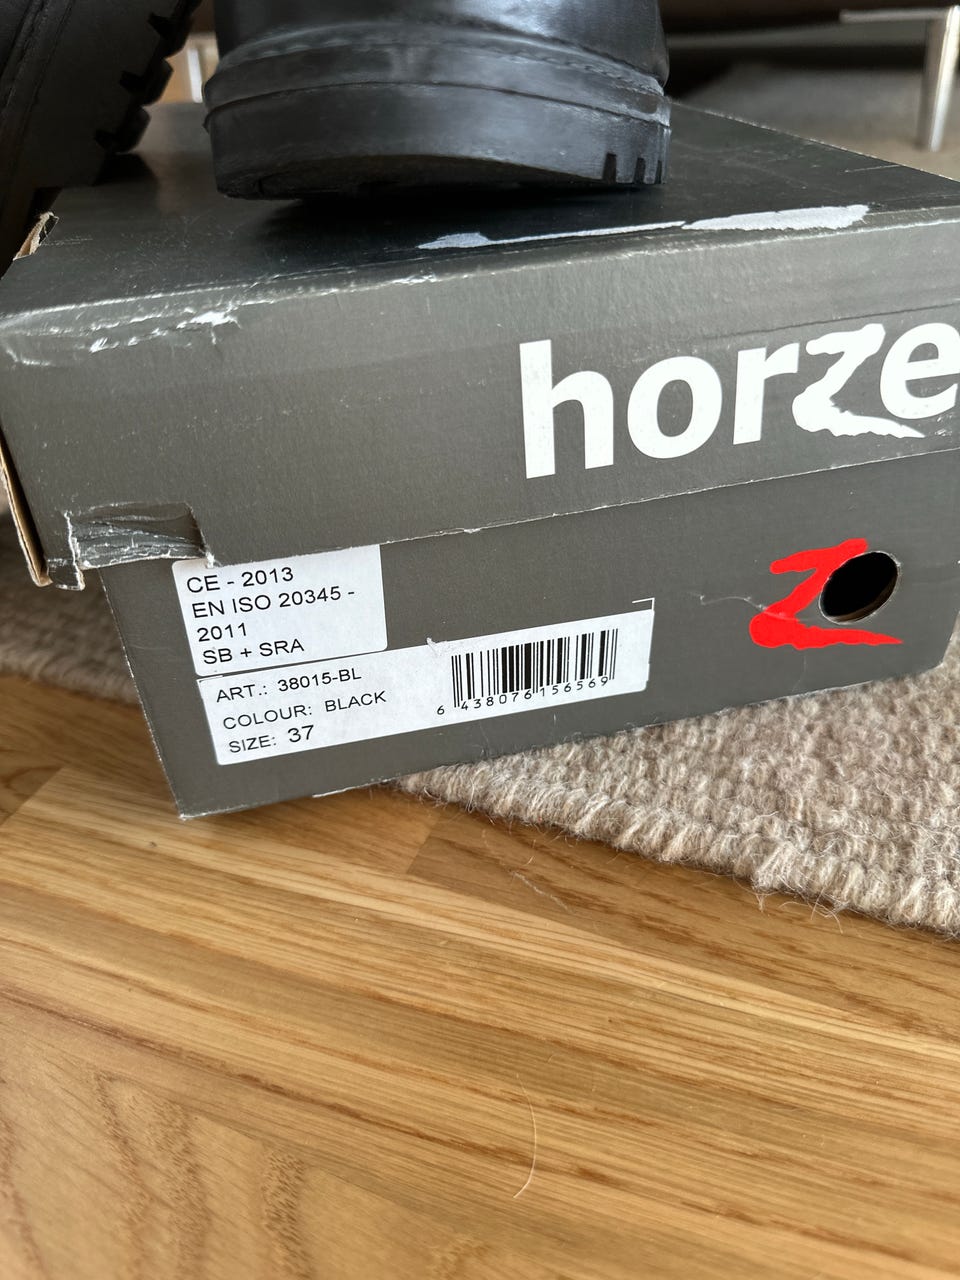 horze
CE - 2013
EN ISO 20345 -
2011
SB + SRA
ART.: 38015-BL
COLOUR: BLACK
SIZE: 37
6 438076 156569